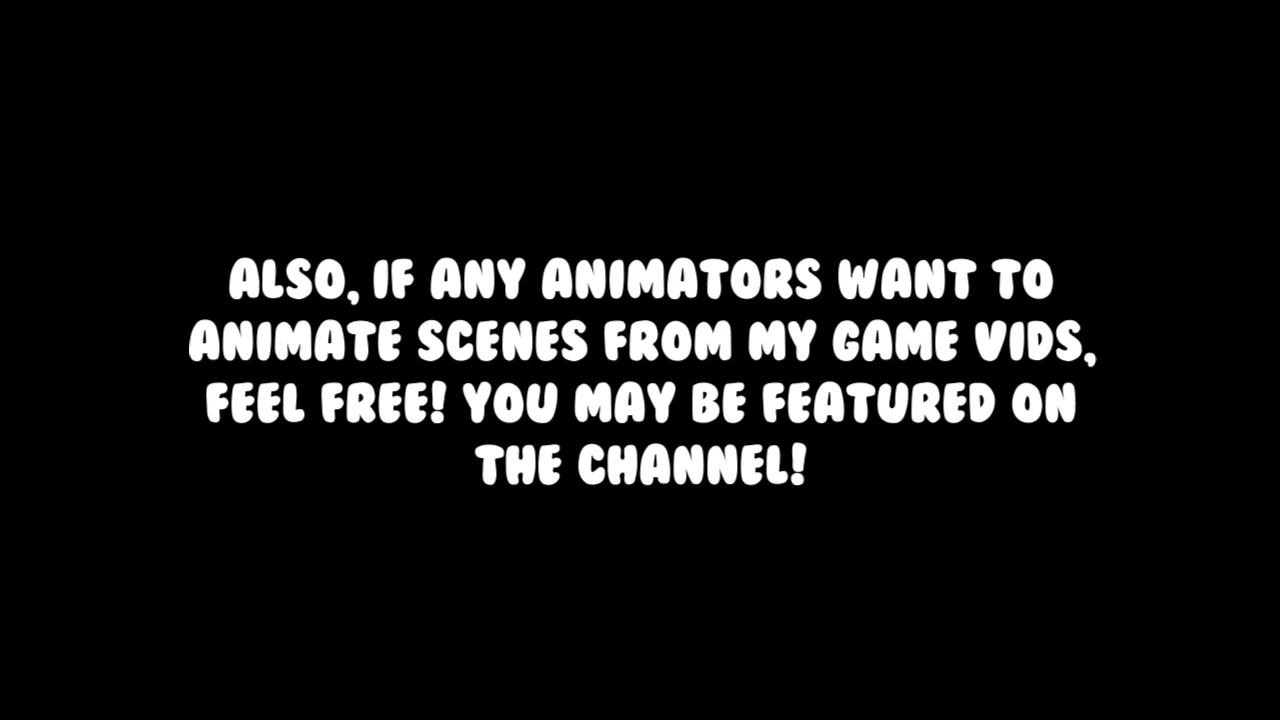 ALSO, IF ANY ANIMATORS WANT TO
ANIMATE SCENES FROM MY GAME VIDS,
FEEL FREE! YOU MAY BE FEATURED ON
THE CHANNEL!